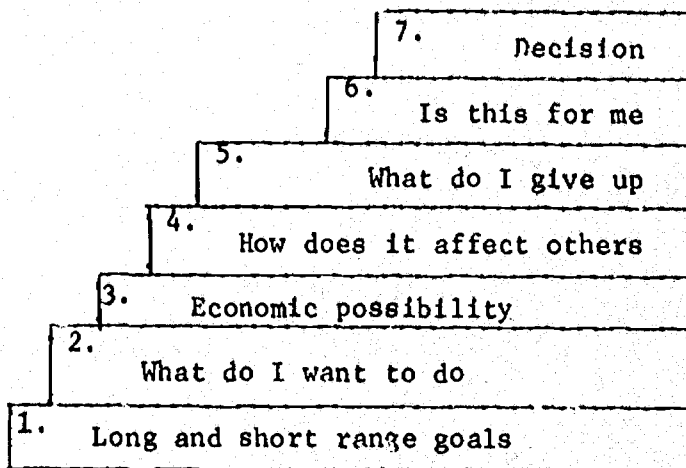 7.
Decision
6.
Is this for me
5.
What do I give up
4.
How does it affect others
3.
Economic possibility
2.
What do I want to do
1.
Long and short range goals